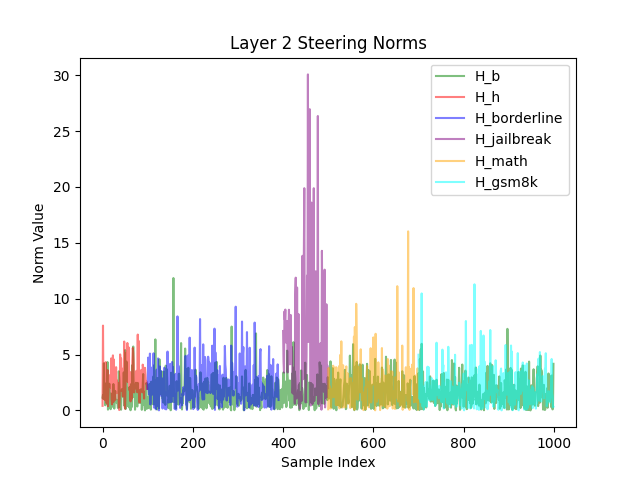 Layer 2 Steering Norms
30
25
20
15
10
5
0
Norm Value
H_b
H_h
H_borderline
H_jailbreak
H_math
H_gsm8k
0 200 400 600 800 1000
Sample Index